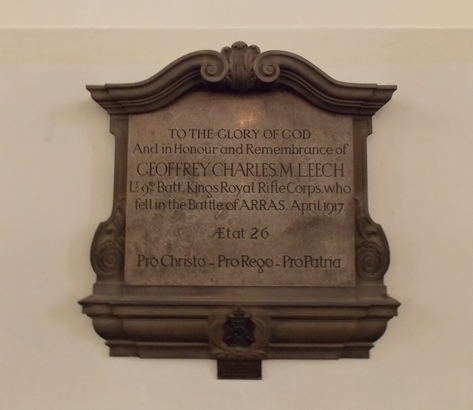 TO THE GLORY OF GOD
And in Honour and Remembrance of
GEOFFREY CHARLES. M LEECH
Lt 9th Batt. Kings Royal Rifle Corps. who
fell in the Battle of ARRAS. April 1917.
Ætat 26
Pro Christo - Pro Rego - Pro Patria